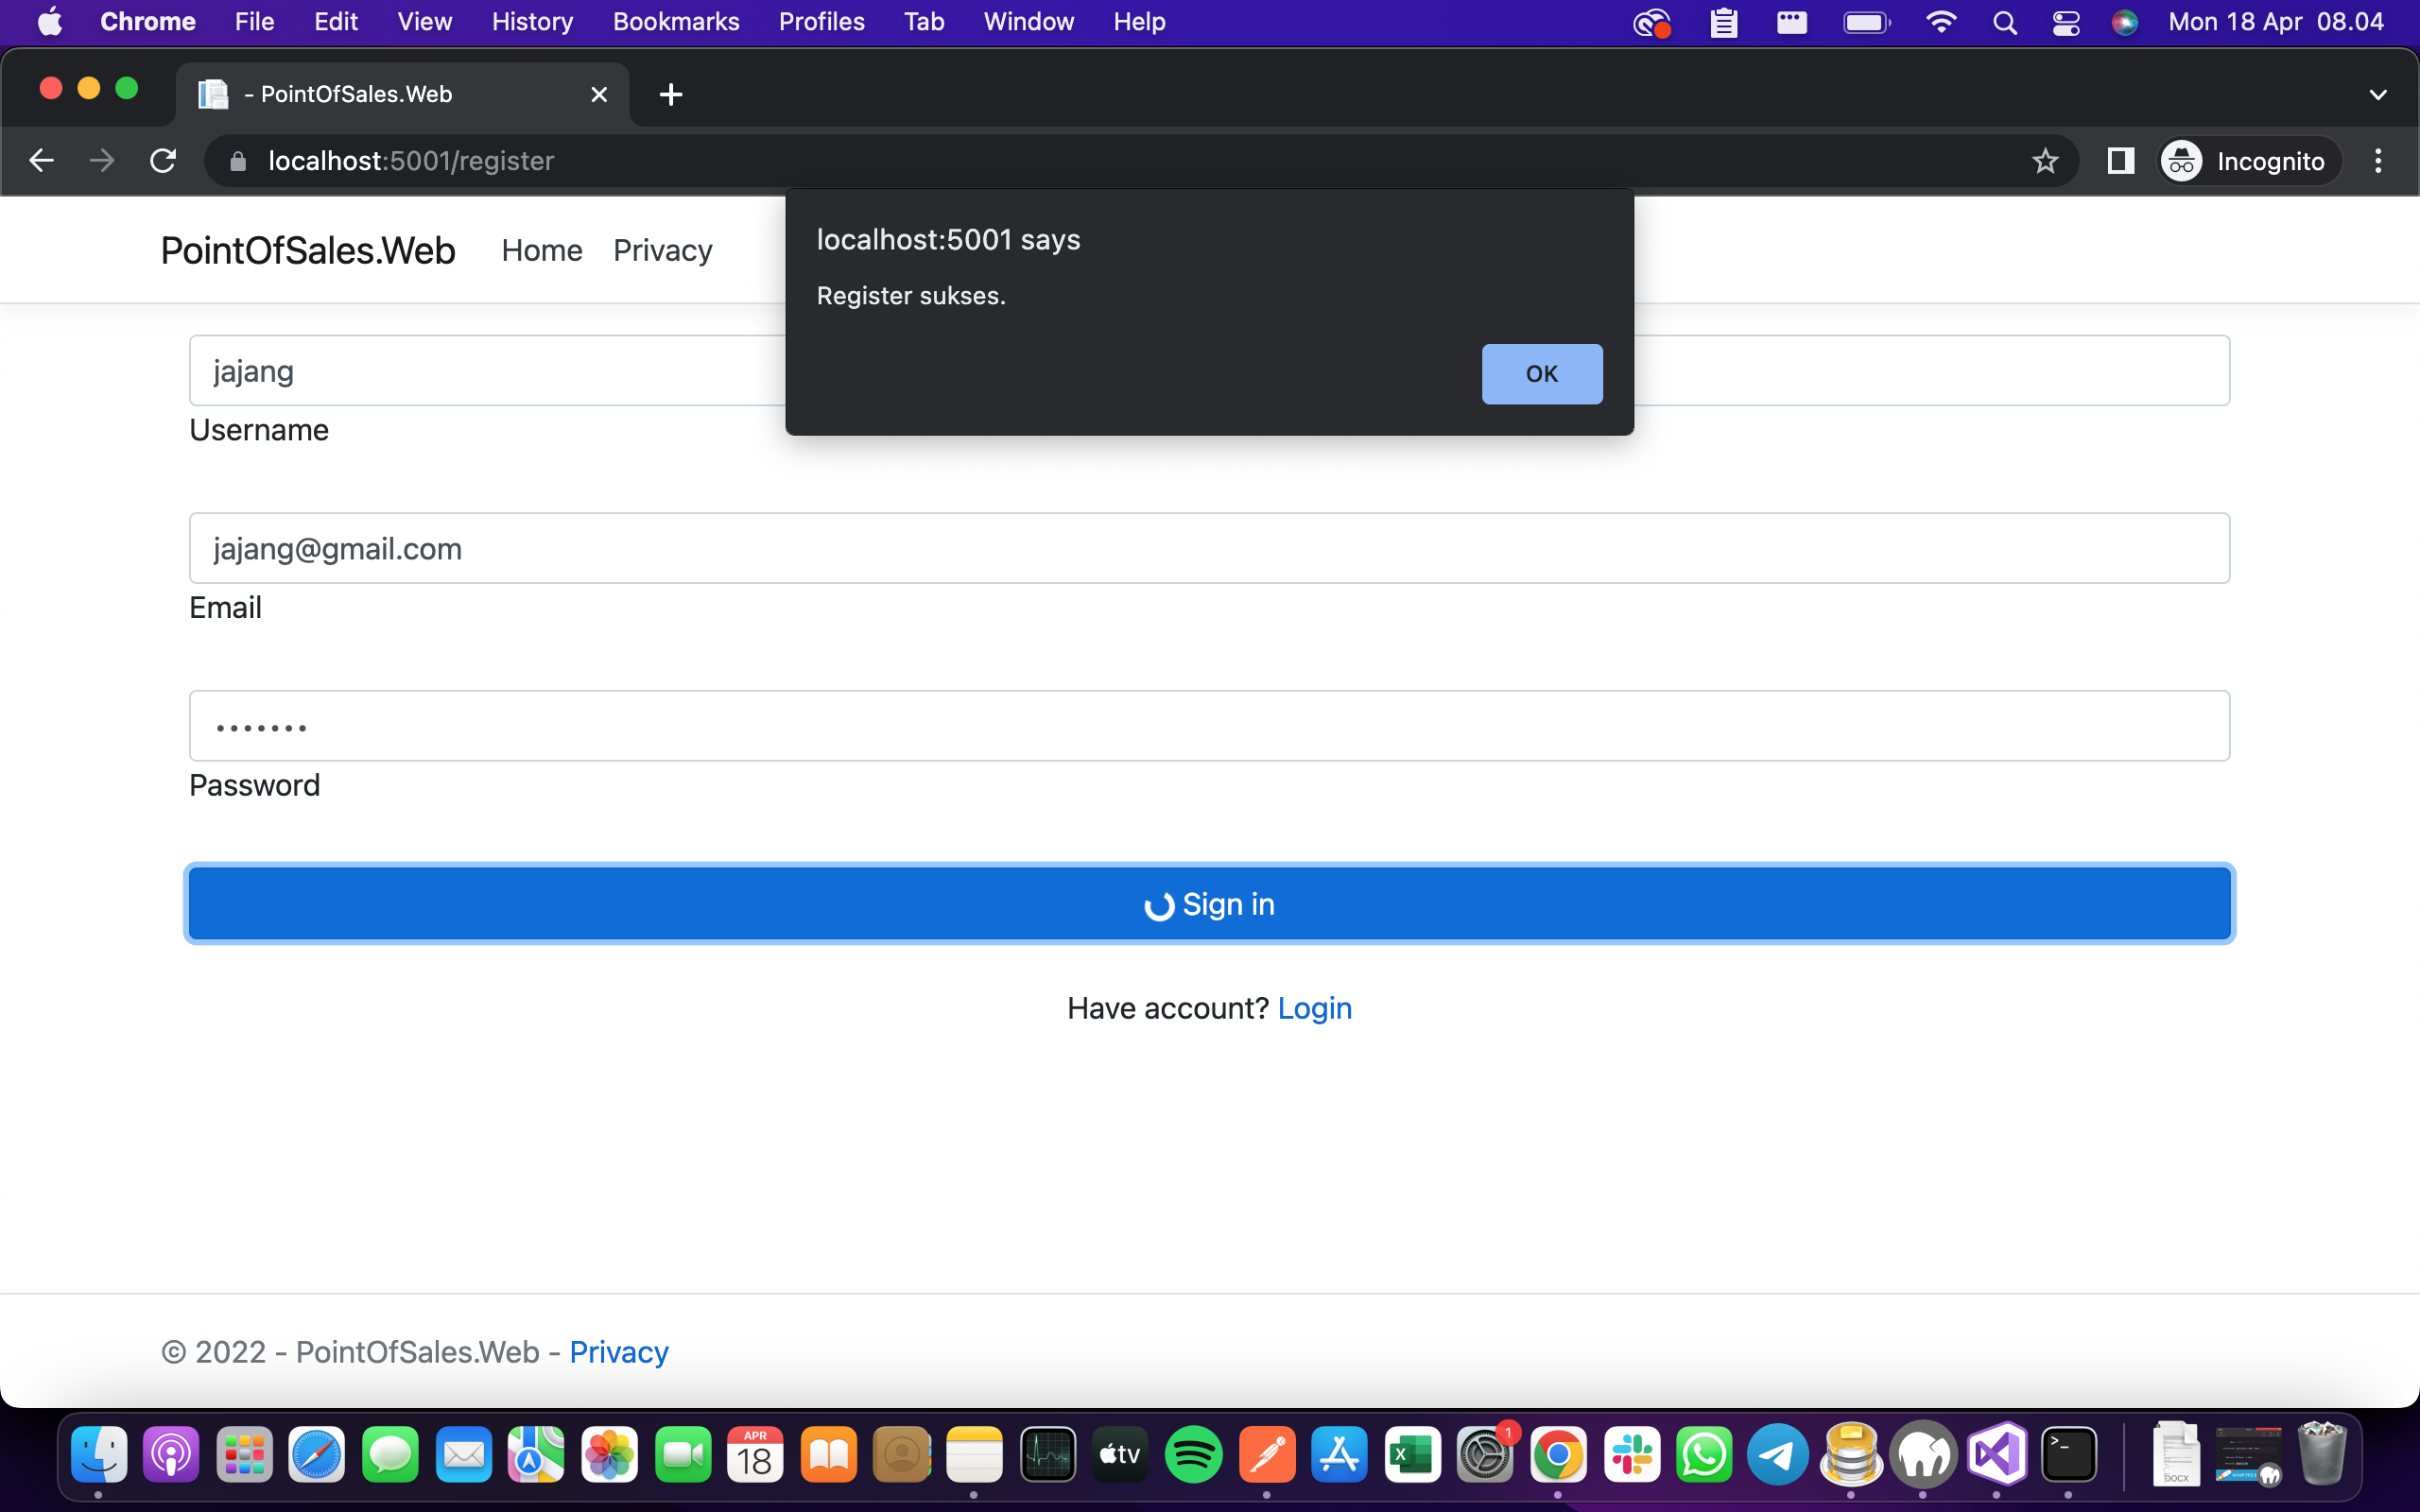 Chrome File Edit View History Bookmarks Profiles Tab Window Help Mon 18 Apr 08.04
- PointOfSales.Web
localhost:5001/register
Incognito
PointOfSales.Web Home Privacy
localhost:5001 says
Register sukses.
OK
jajang
Username
jajang@gmail.com
Email
•••••••
Password
Sign in
Have account? Login
© 2022 - PointOfSales.Web - Privacy
APR
18
tv
X
1
>_
DOCX